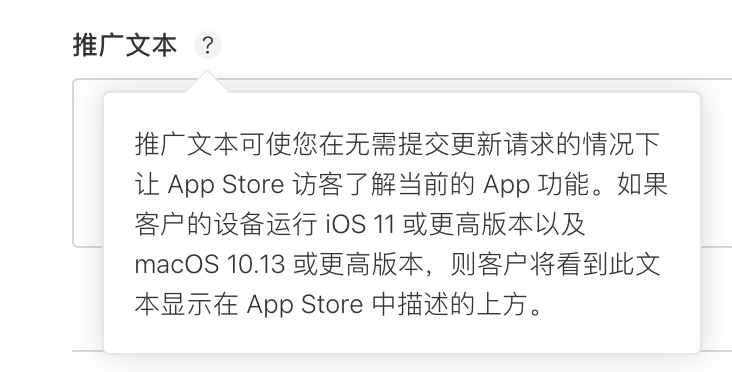 推广文本 ?
推广文本可使您在无需提交更新请求的情况下
让 App Store 访客了解当前的 App 功能。如果
客户的设备运行 iOS 11 或更高版本以及
macOS 10.13 或更高版本，则客户将看到此文
本显示在 App Store 中描述的上方。